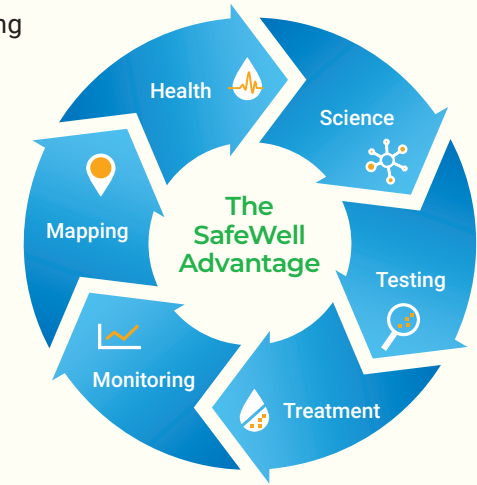 Health
Science
The
SafeWell
Advantage
Mapping
Testing
Monitoring
Treatment